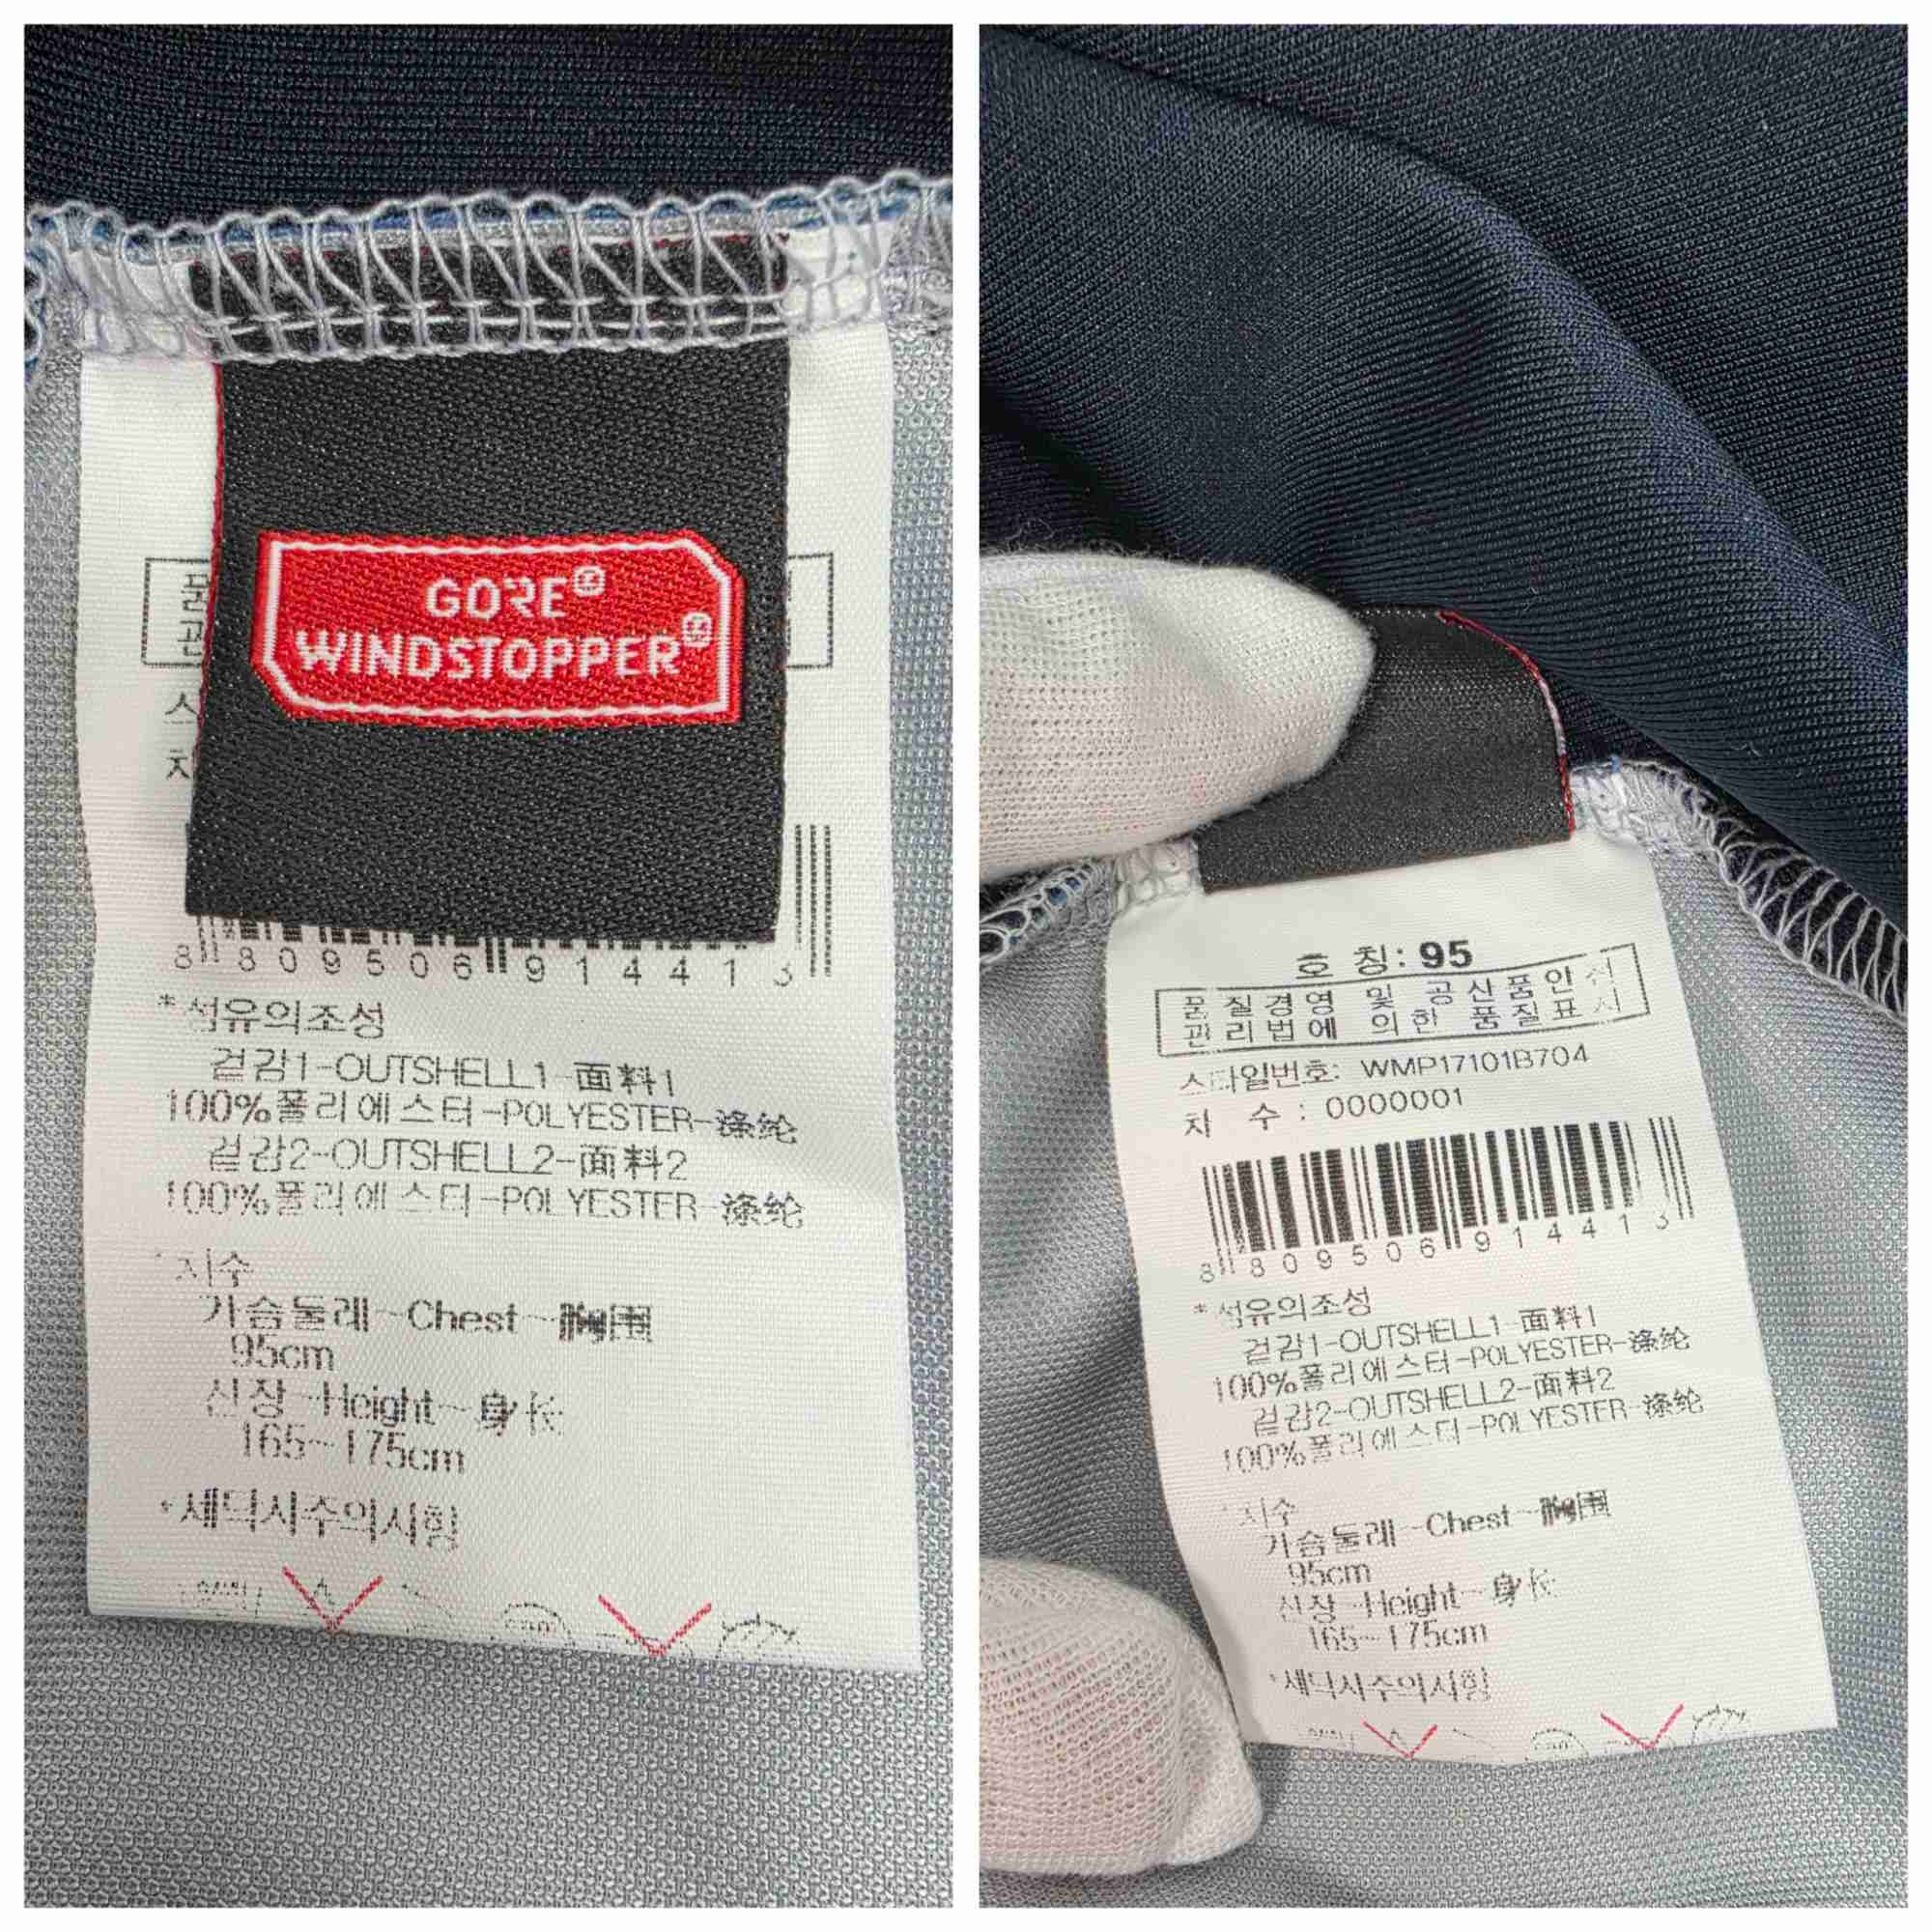 GORE®
WINDSTOPPER®
8 809506 914413
*섬유의조성
겉감1-OUTSHELL1-面料1
100%폴리에스터-POLYESTER-涤纶
겉감2-OUTSHELL2-面料2
100%폴리에스터-POLYESTER-涤纶
치수
가슴둘레-Chest-胸围
95cm
신장-Height-身长
165~175cm
*세탁시주의사항
호 칭: 95
품질경영 및 공산품안전
관리법에 의한 품질표시
스타일번호: WMP17101B704
차 수: 0000001
8 809506 914413
*섬유의조성
겉감1-OUTSHELL1-面料1
100%폴리에스터-POLYESTER-涤纶
겉감2-OUTSHELL2-面料2
100%폴리에스터-POLYESTER-涤纶
치수
가슴둘레-Chest-胸围
95cm
신장-Height-身长
165~175cm
*세탁시주의사항